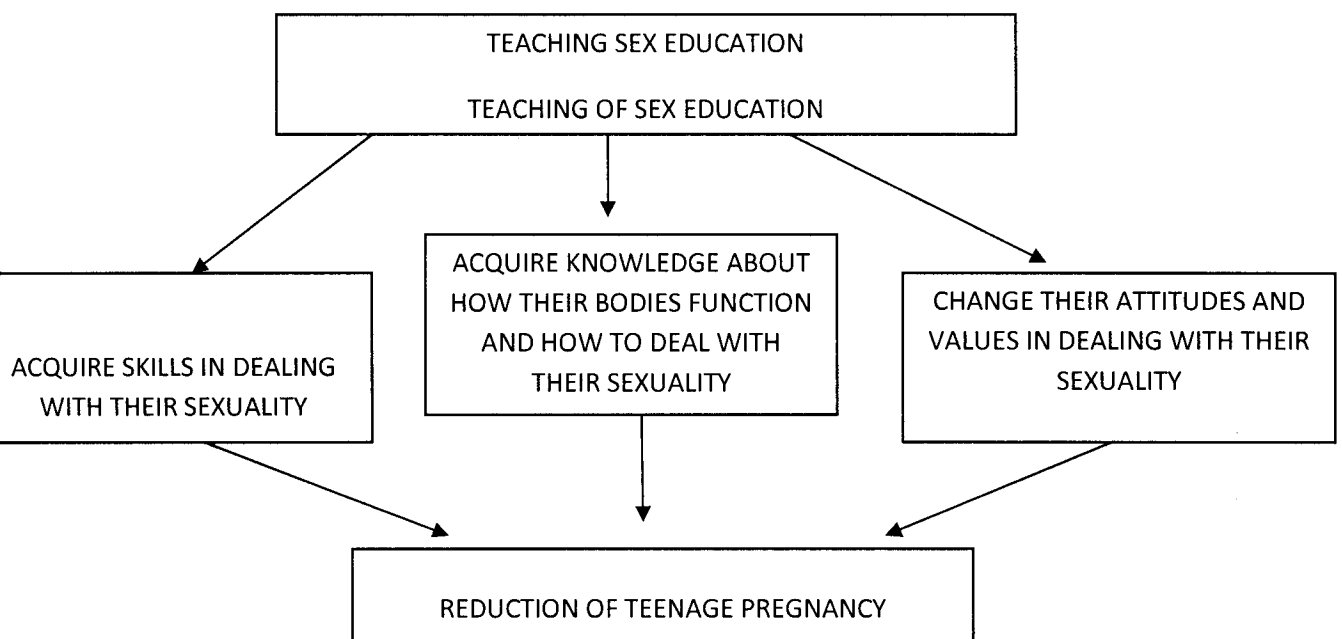 TEACHING SEX EDUCATION
TEACHING OF SEX EDUCATION
ACQUIRE SKILLS IN DEALING
WITH THEIR SEXUALITY
ACQUIRE KNOWLEDGE ABOUT
HOW THEIR BODIES FUNCTION
AND HOW TO DEAL WITH
THEIR SEXUALITY
CHANGE THEIR ATTITUDES AND
VALUES IN DEALING WITH THEIR
SEXUALITY
REDUCTION OF TEENAGE PREGNANCY